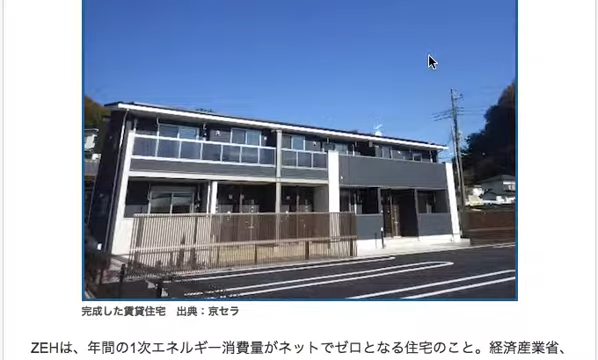 完成した賃貸住宅　出典：京セラ
ZEHは、年間の1次エネルギー消費量がネットでゼロとなる住宅のこと。経済産業省、